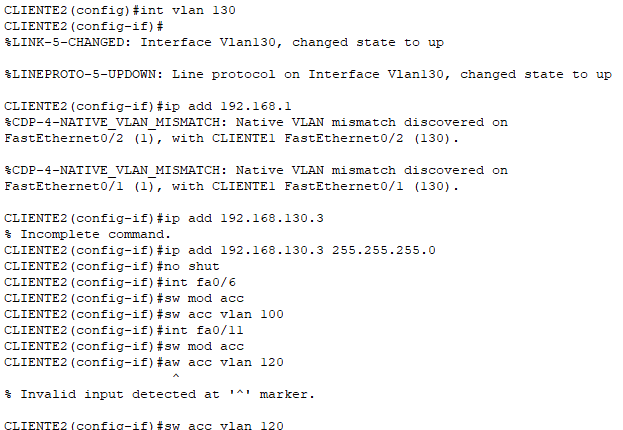 CLIENTE2(config)#int vlan 130
CLIENTE2(config-if)#
%LINK-5-CHANGED: Interface Vlan130, changed state to up
%LINEPROTO-5-UPDOWN: Line protocol on Interface Vlan130, changed state to up
CLIENTE2(config-if)#ip add 192.168.1
%CDP-4-NATIVE_VLAN_MISMATCH: Native VLAN mismatch discovered on
FastEthernet0/2 (1), with CLIENTE1 FastEthernet0/2 (130).
%CDP-4-NATIVE_VLAN_MISMATCH: Native VLAN mismatch discovered on
FastEthernet0/1 (1), with CLIENTE1 FastEthernet0/1 (130).
CLIENTE2(config-if)#ip add 192.168.130.3
% Incomplete command.
CLIENTE2(config-if)#ip add 192.168.130.3 255.255.255.0
CLIENTE2(config-if)#no shut
CLIENTE2(config-if)#int fa0/6
CLIENTE2(config-if)#sw mod acc
CLIENTE2(config-if)#sw acc vlan 100
CLIENTE2(config-if)#int fa0/11
CLIENTE2(config-if)#sw mod acc
CLIENTE2(config-if)#aw acc vlan 120
^
% Invalid input detected at '^' marker.
CLIENTE2(config-if)#sw acc vlan 120